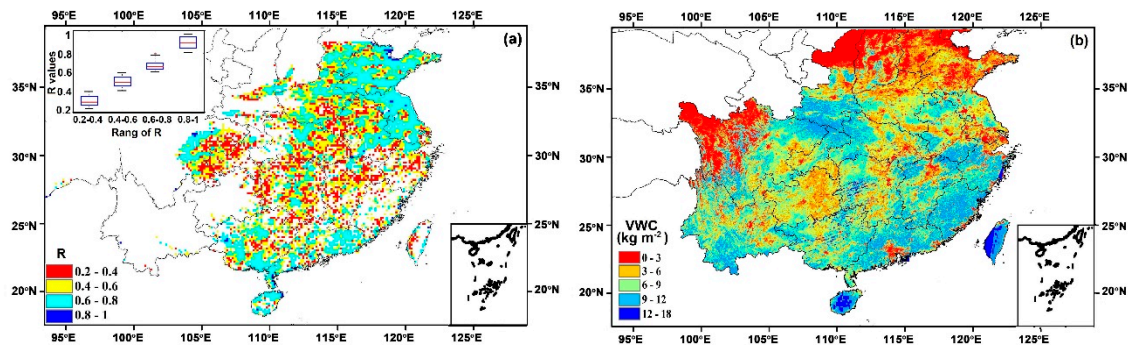 95°E 100°E 105°E 110°E 115°E 120°E 125°E
(a)
R values
1
0.8
0.6
0.4
0.2
0.2-0.4 0.4-0.6 0.6-0.8 0.8-1
Rang of R
35°N
30°N
25°N
20°N
35°N
30°N
25°N
20°N
R
0.2 - 0.4
0.4 - 0.6
0.6 - 0.8
0.8 - 1
100°E 105°E 110°E 115°E 120°E
95°E 100°E 105°E 110°E 115°E 120°E 125°E
(b)
35°N
30°N
25°N
20°N
35°N
30°N
25°N
20°N
VWC
(kg m-2)
0 - 3
3 - 6
6 - 9
9 - 12
12 - 18
100°E 105°E 110°E 115°E 120°E